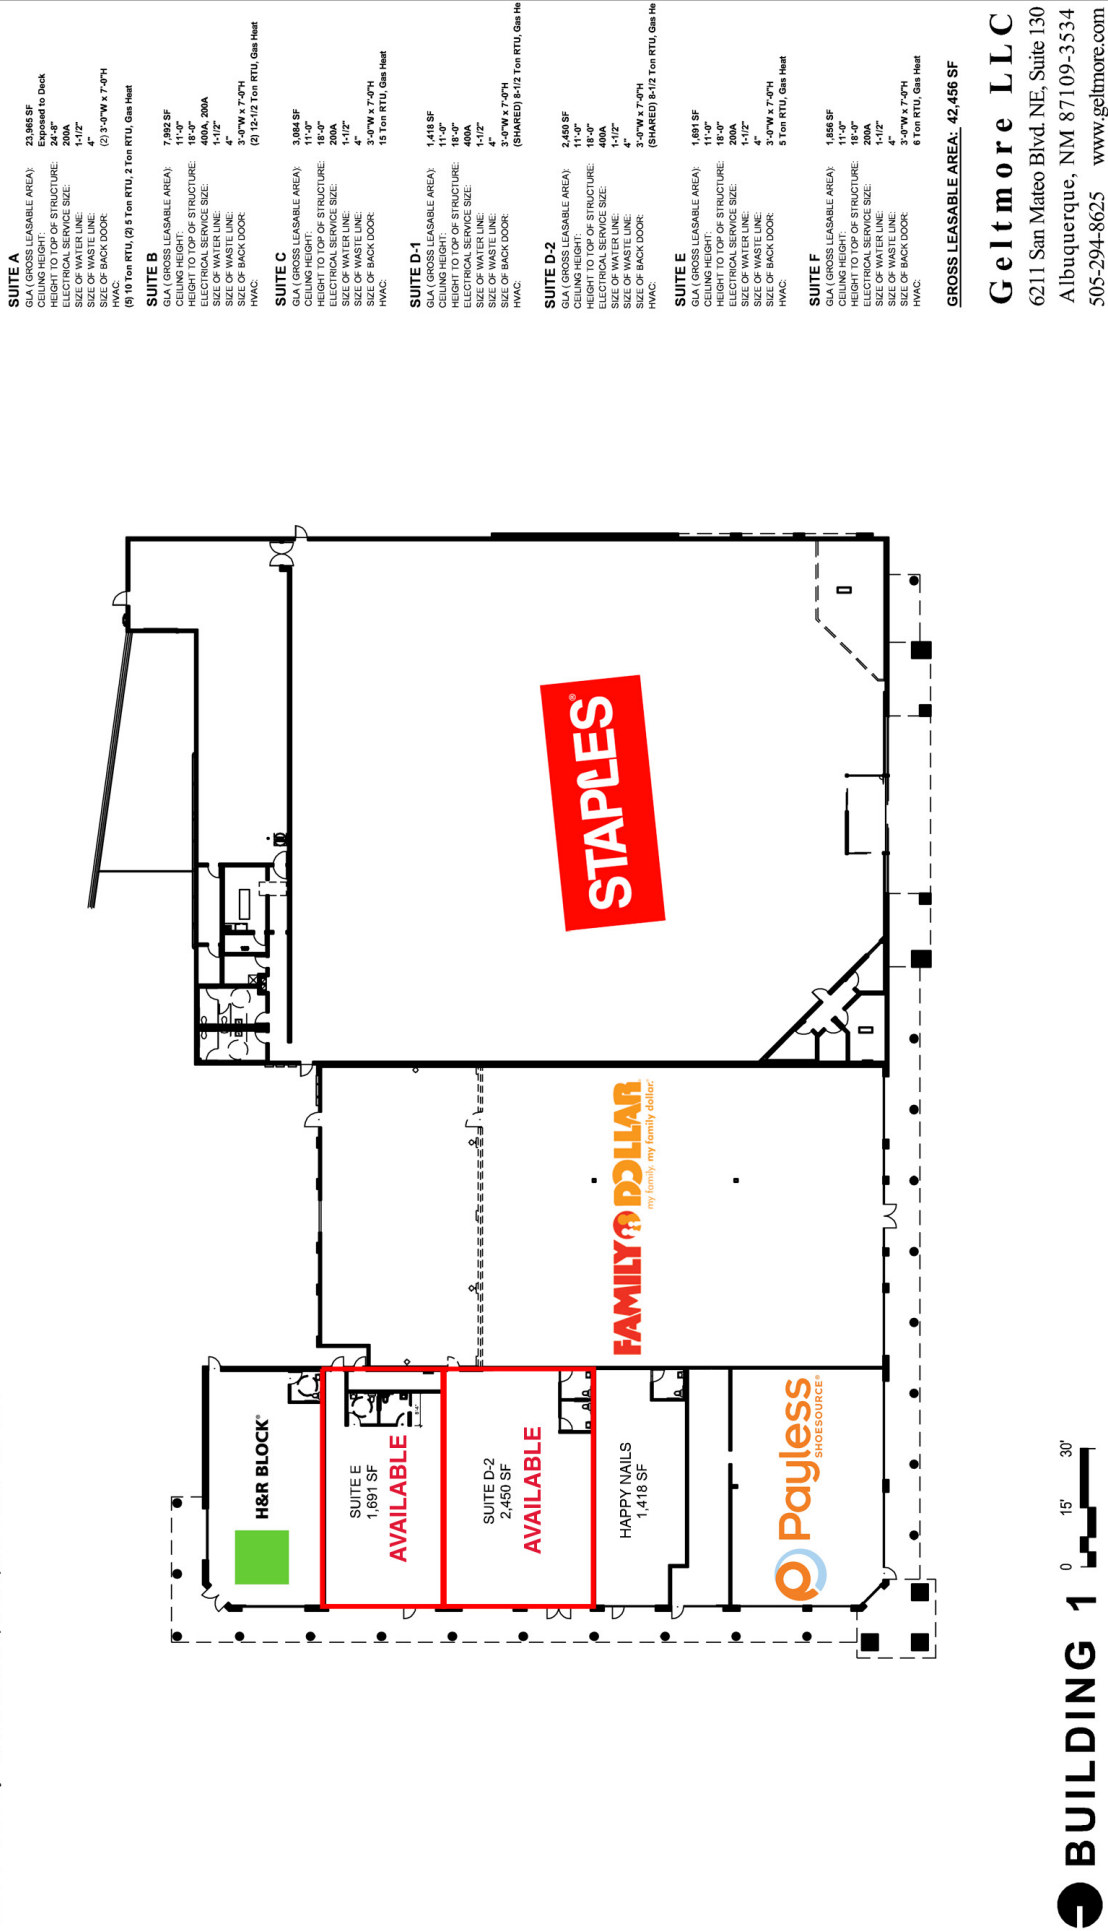 SUITE A
GLA (GROSS LEASABLE AREA): 23,965 SF
CEILING HEIGHT: Exposed to Deck
HEIGHT TO TOP OF STRUCTURE: 24'-8"
ELECTRICAL SERVICE SIZE: 200A
SIZE OF WATER LINE: 1-1/2"
SIZE OF WASTE LINE: 4"
SIZE OF BACK DOOR: (2) 3'-0"W x 7'-0"H
HVAC:
(5) 10 Ton RTU, (2) 5 Ton RTU, 2 Ton RTU, Gas Heat
SUITE B
GLA (GROSS LEASABLE AREA): 7,992 SF
CEILING HEIGHT: 11'-0"
HEIGHT TO TOP OF STRUCTURE: 18'-0"
ELECTRICAL SERVICE SIZE: 400A, 200A
SIZE OF WATER LINE: 1-1/2"
SIZE OF WASTE LINE: 4"
SIZE OF BACK DOOR: 3'-0"W x 7'-0"H
HVAC: (2) 12-1/2 Ton RTU, Gas Heat
SUITE C
GLA (GROSS LEASABLE AREA): 3,084 SF
CEILING HEIGHT: 11'-0"
HEIGHT TO TOP OF STRUCTURE: 18'-0"
ELECTRICAL SERVICE SIZE: 200A
SIZE OF WATER LINE: 1-1/2"
SIZE OF WASTE LINE: 4"
SIZE OF BACK DOOR: 3'-0"W x 7'-0"H
HVAC: 15 Ton RTU, Gas Heat
SUITE D-1
GLA (GROSS LEASABLE AREA): 1,418 SF
CEILING HEIGHT: 11'-0"
HEIGHT TO TOP OF STRUCTURE: 18'-0"
ELECTRICAL SERVICE SIZE: 400A
SIZE OF WATER LINE: 1-1/2"
SIZE OF WASTE LINE: 4"
SIZE OF BACK DOOR: 3'-0"W x 7'-0"H
HVAC: (SHARED) 8-1/2 Ton RTU, Gas He
SUITE D-2
GLA (GROSS LEASABLE AREA): 2,450 SF
CEILING HEIGHT: 11'-0"
HEIGHT TO TOP OF STRUCTURE: 18'-0"
ELECTRICAL SERVICE SIZE: 400A
SIZE OF WATER LINE: 1-1/2"
SIZE OF WASTE LINE: 4"
SIZE OF BACK DOOR: 3'-0"W x 7'-0"H
HVAC: (SHARED) 8-1/2 Ton RTU, Gas He
SUITE E
GLA (GROSS LEASABLE AREA): 1,691 SF
CEILING HEIGHT: 11'-0"
HEIGHT TO TOP OF STRUCTURE: 18'-0"
ELECTRICAL SERVICE SIZE: 200A
SIZE OF WATER LINE: 1-1/2"
SIZE OF WASTE LINE: 4"
SIZE OF BACK DOOR: 3'-0"W x 7'-0"H
HVAC: 5 Ton RTU, Gas Heat
SUITE F
GLA (GROSS LEASABLE AREA): 1,856 SF
CEILING HEIGHT: 11'-0"
HEIGHT TO TOP OF STRUCTURE: 18'-0"
ELECTRICAL SERVICE SIZE: 200A
SIZE OF WATER LINE: 1-1/2"
SIZE OF WASTE LINE: 4"
SIZE OF BACK DOOR: 3'-0"W x 7'-0"H
HVAC: 6 Ton RTU, Gas Heat
GROSS LEASABLE AREA: 42,456 SF
Geltmore LLC
6211 San Mateo Blvd. NE, Suite 130
Albuquerque, NM 87109-3534
505-294-8625 www.geltmore.com
H&R BLOCK®
SUITE E
1,691 SF
AVAILABLE
SUITE D-2
2,450 SF
AVAILABLE
HAPPY NAILS
1,418 SF
Payless
SHOESOURCE®
FAMILY DOLLAR
my family. my family dollar.
STAPLES®
BUILDING 1
0 15' 30'